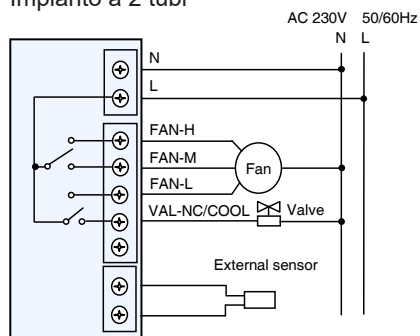 Impianto a 2 tubi
AC 230V 50/60Hz
N L
N
L
FAN-H
FAN-M
FAN-L
Fan
VAL-NC/COOL
Valve
External sensor